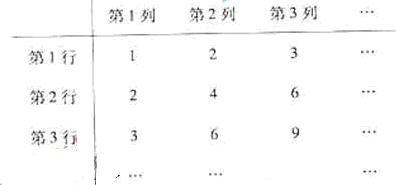 第1列 第2列 第3列 …
第1行 1 2 3 …
第2行 2 4 6 …
第3行 3 6 9 …
… … …